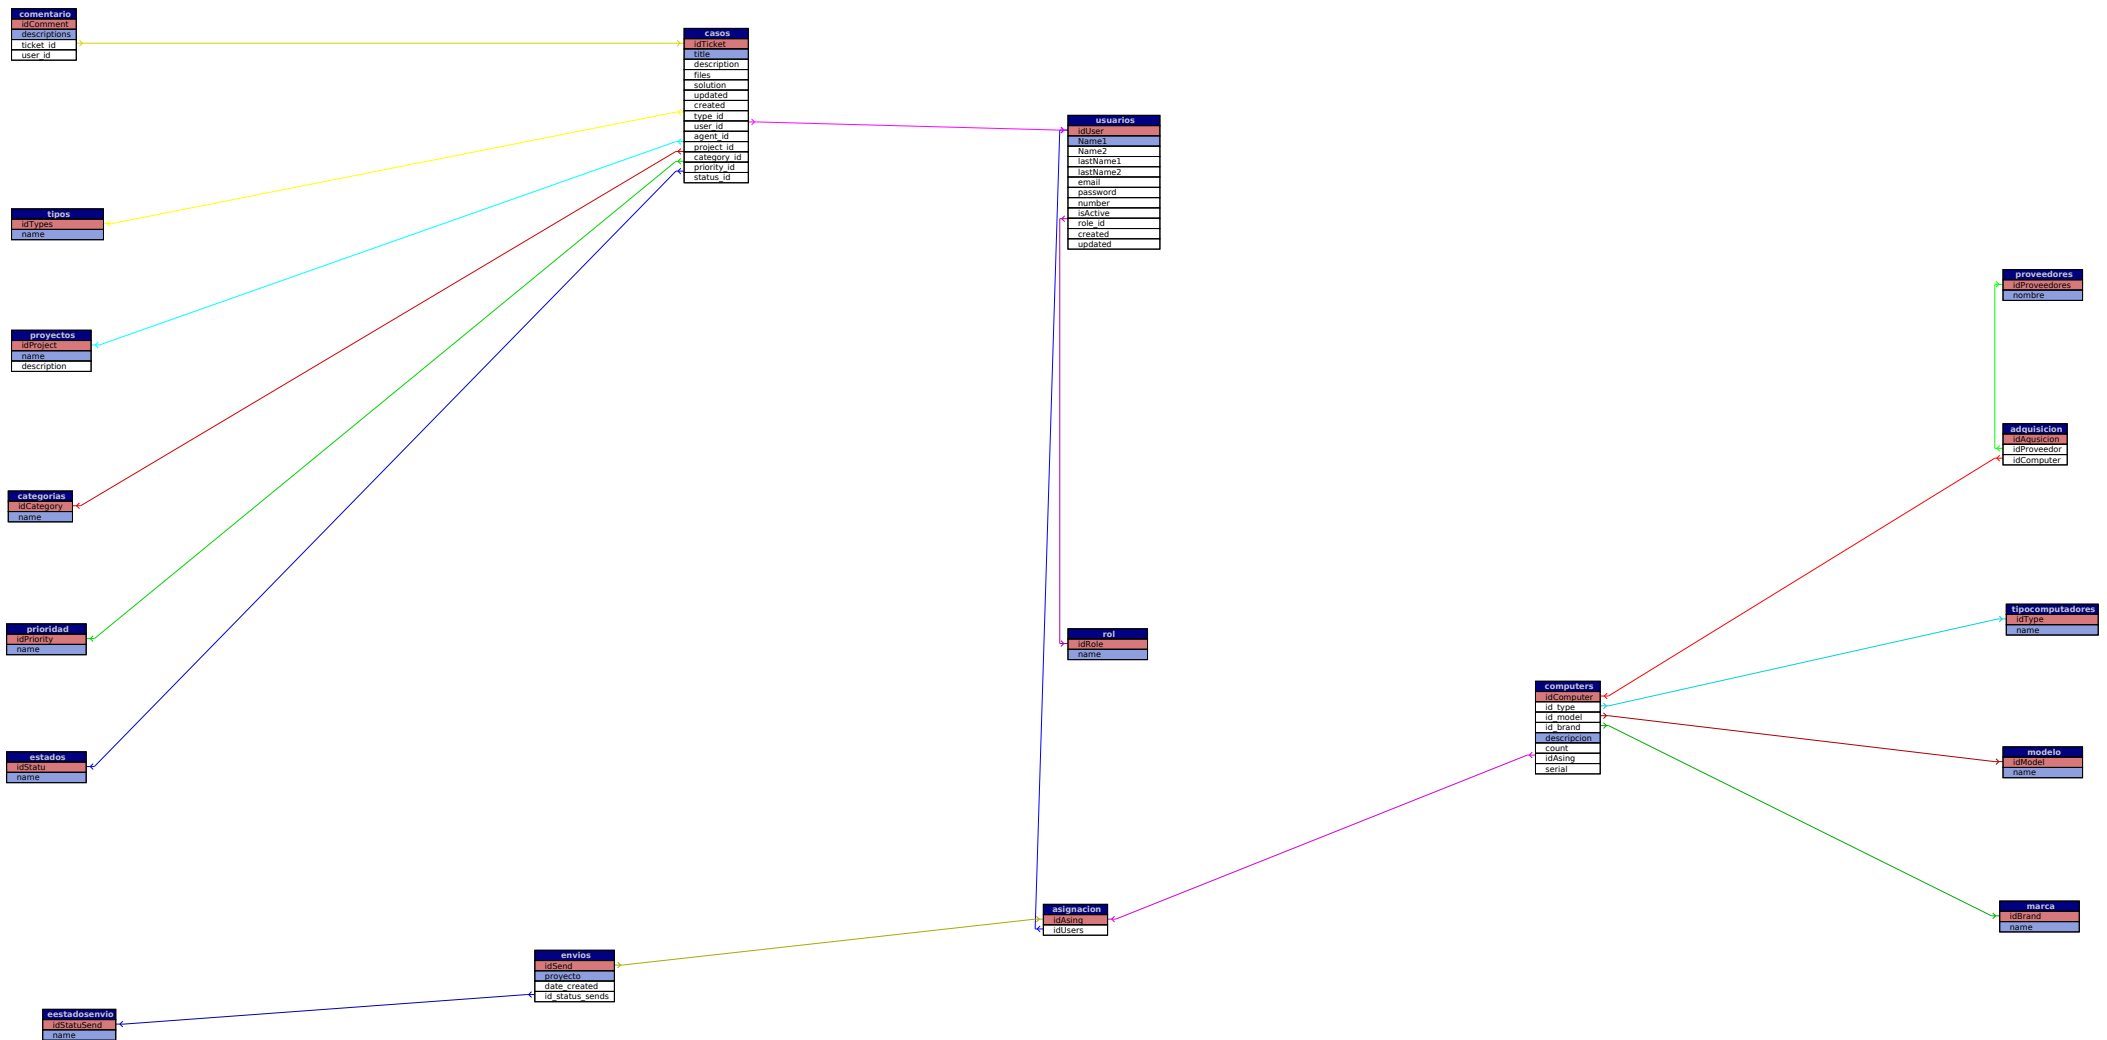 comentario
idComment
descriptions
ticket_id
user_id
casos
idTicket
title
description
files
solution
updated
created
type_id
user_id
agent_id
project_id
category_id
priority_id
status_id
usuarios
idUser
Name1
Name2
lastName1
lastName2
email
password
number
isActive
role_id
created
updated
tipos
idTypes
name
proveedores
idProveedores
nombre
proyectos
idProject
name
description
adquisicion
idAqusicion
idProveedor
idComputer
categorias
idCategory
name
tipocomputadores
idType
name
prioridad
idPriority
name
rol
idRole
name
computers
idComputer
id_type
id_model
id_brand
descripcion
count
idAsing
serial
estados
idStatu
name
modelo
idModel
name
marca
idBrand
name
asignacion
idAsing
idUsers
envios
idSend
proyecto
date_created
id_status_sends
eestadosenvio
idStatuSend
name